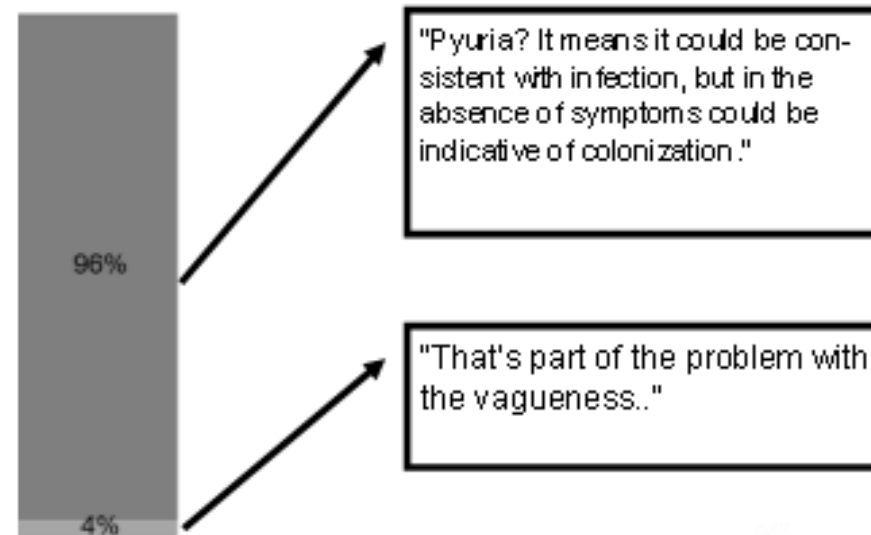 "Pyuria? It means it could be con-
sistent with infection, but in the
absence of symptoms could be
indicative of colonization."
96%
"That's part of the problem with
the vagueness.."
4%